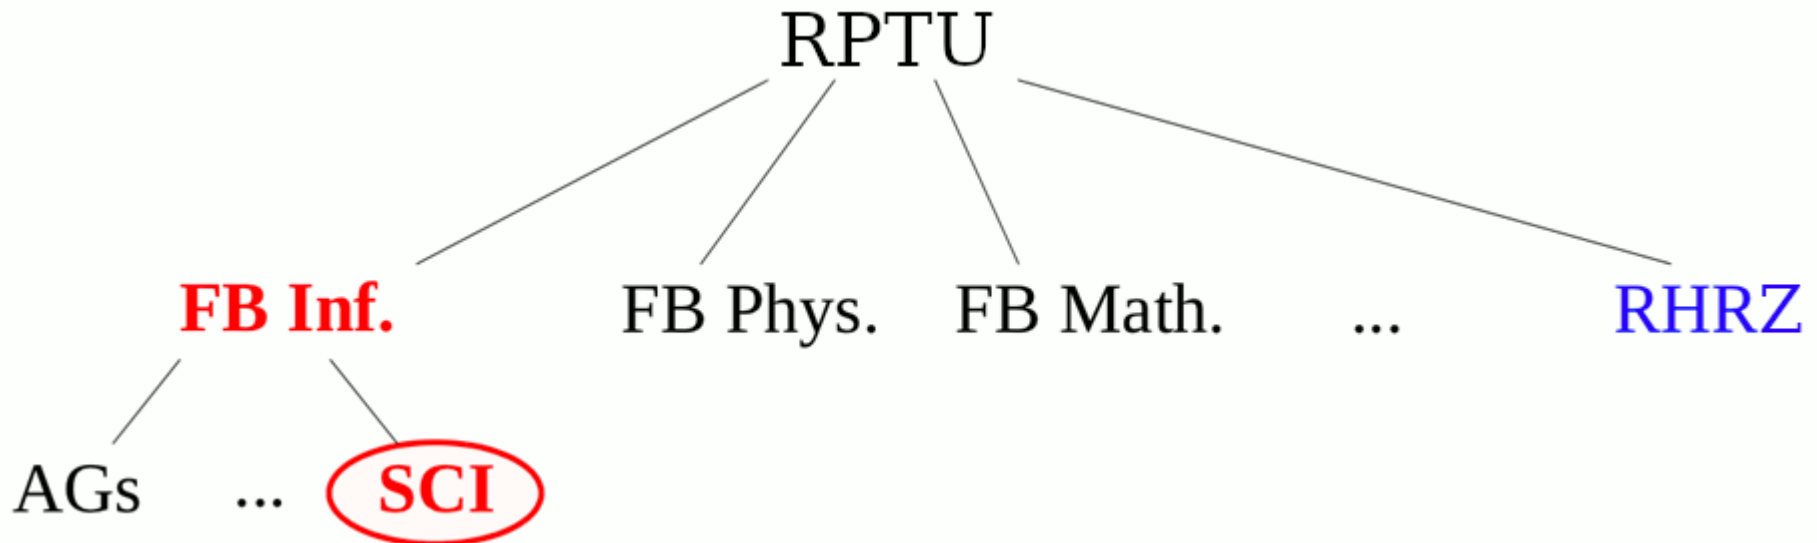 RPTU
FB Inf. FB Phys. FB Math. ... RHRZ
AGs ... SCI